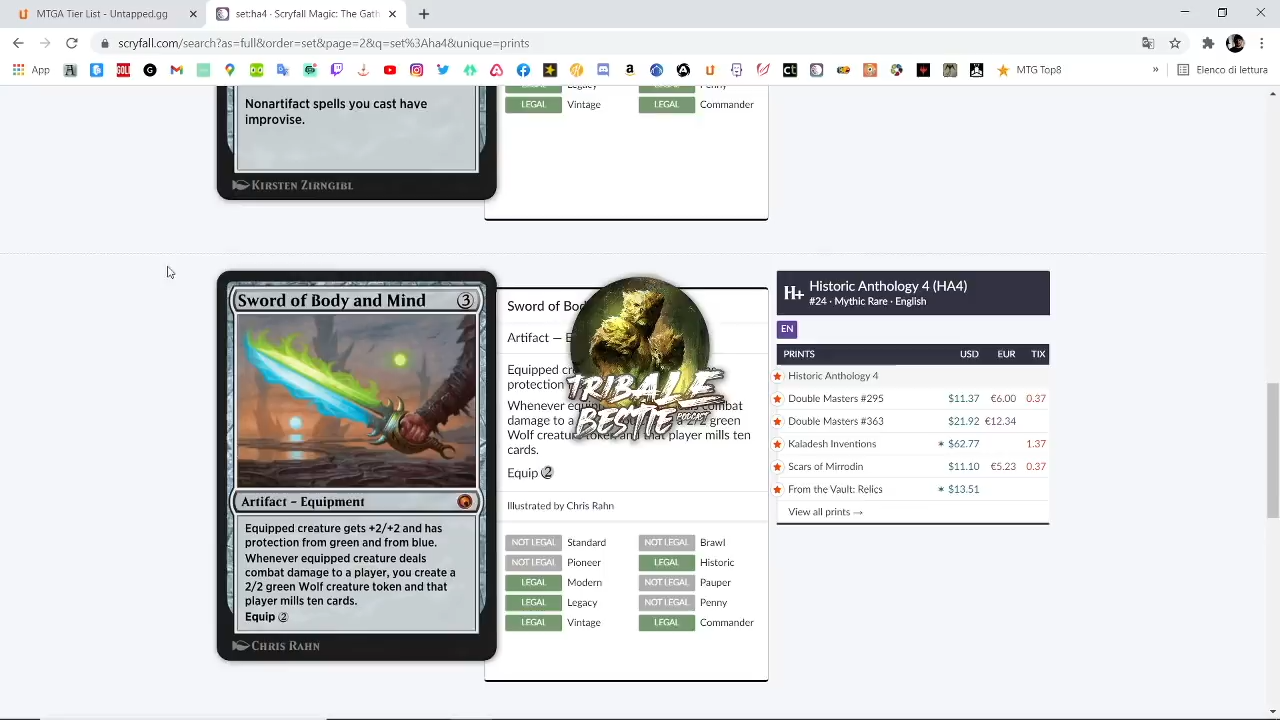 MTGA Tier List - Untapped.gg
set:ha4 · Scryfall Magic: The Gath
scryfall.com/search?as=full&order=set&page=2&q=set%3Aha4&unique=prints
App
MTG Top8
»
Elenco di lettura
Nonartifact spells you cast have
improvise.
KIRSTEN ZIRNGIBL
LEGAL Legacy LEGAL Penny
LEGAL Vintage LEGAL Commander
Sword of Body and Mind 3
Artifact – Equipment
Equipped creature gets +2/+2 and has
protection from green and from blue.
Whenever equipped creature deals
combat damage to a player, you create a
2/2 green Wolf creature token and that
player mills ten cards.
Equip 2
CHRIS RAHN
Sword of Bod
Artifact — E
Equipped cr
protection
Whenever equip combat
damage to a 2/2 green
Wolf creature token and that player mills ten
cards.
Equip 2
TRIBAL E
BESTIE PODCAST
Illustrated by Chris Rahn
NOT LEGAL Standard NOT LEGAL Brawl
NOT LEGAL Pioneer LEGAL Historic
LEGAL Modern NOT LEGAL Pauper
LEGAL Legacy NOT LEGAL Penny
LEGAL Vintage LEGAL Commander
H+ Historic Anthology 4 (HA4)
#24 · Mythic Rare · English
EN
PRINTS USD EUR TIX
Historic Anthology 4
Double Masters #295 $11.37 €6.00 0.37
Double Masters #363 $21.92 €12.34
Kaladesh Inventions ✶ $62.77 1.37
Scars of Mirrodin $11.10 €5.23 0.37
From the Vault: Relics ✶ $13.51
View all prints →